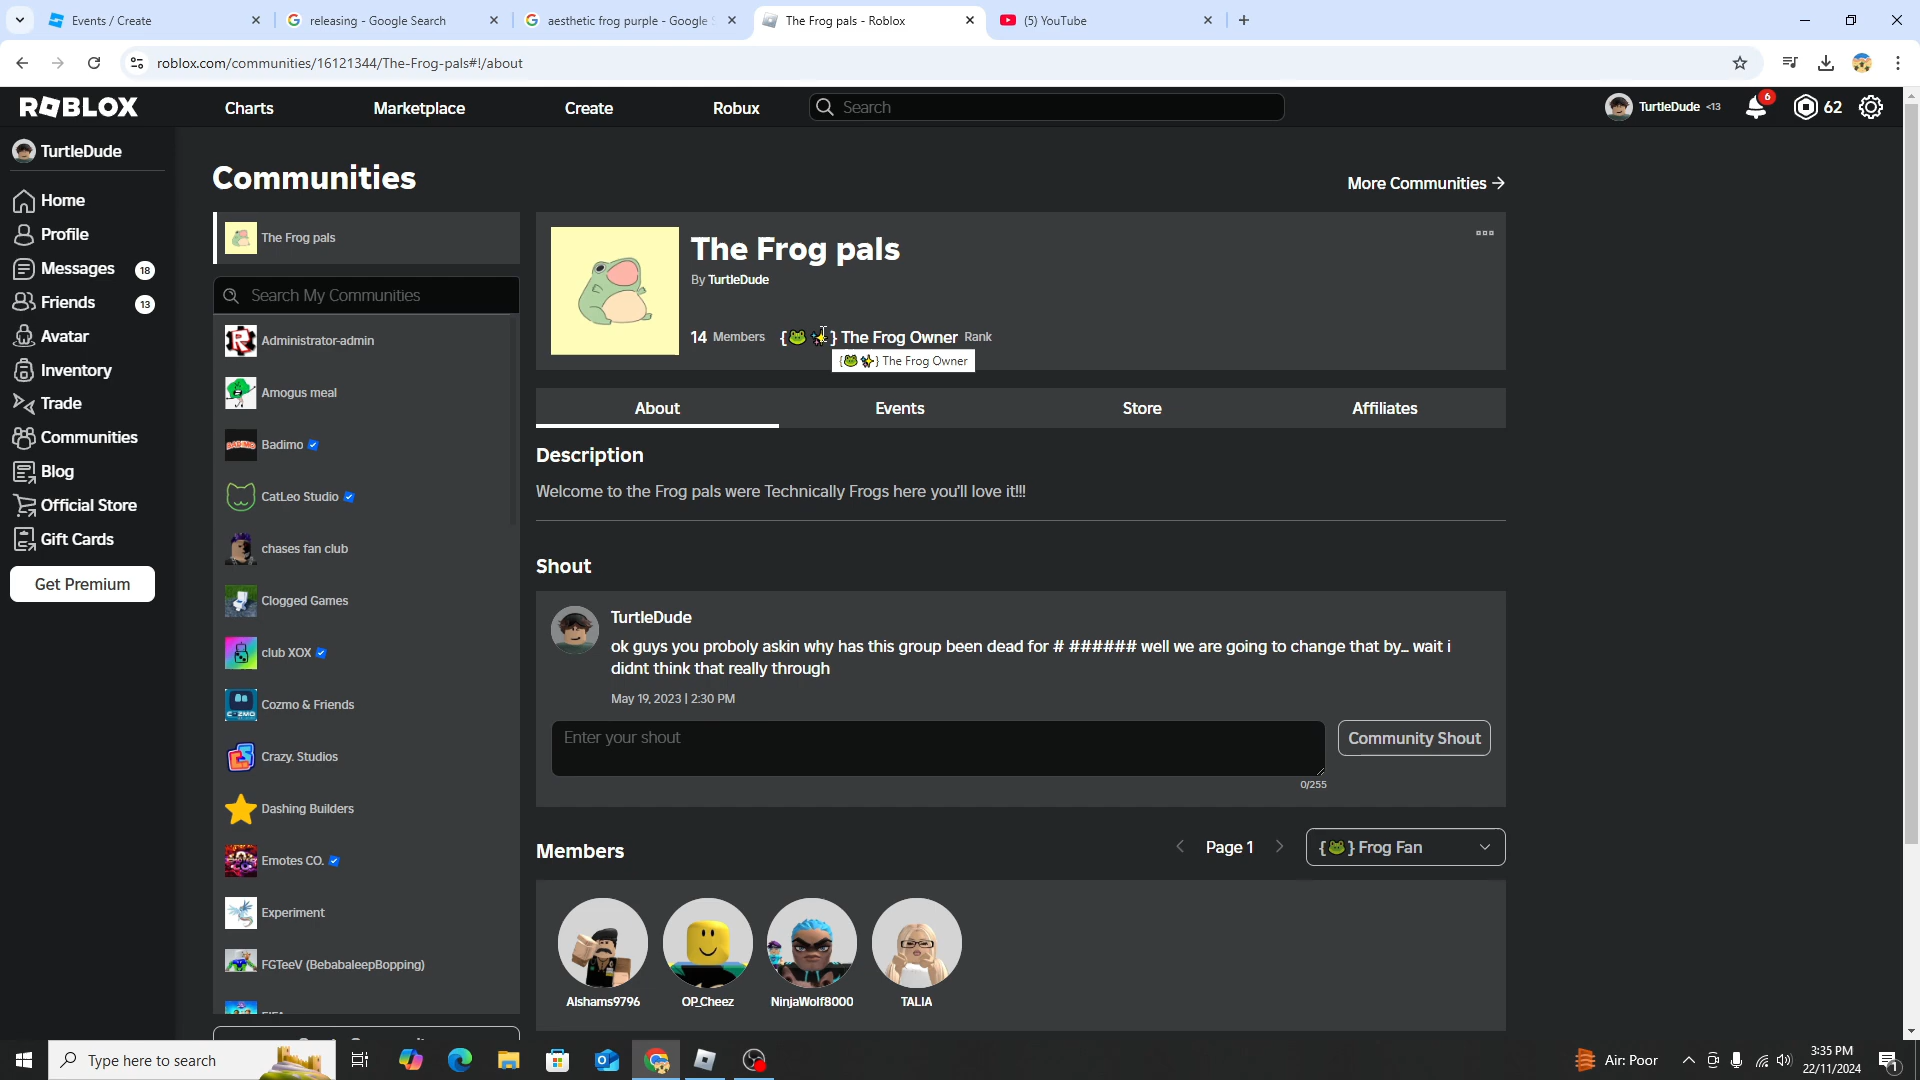 Events / Create
releasing - Google Search
aesthetic frog purple - Google S
The Frog pals - Roblox
(5) YouTube
roblox.com/communities/16121344/The-Frog-pals#!/about
ROBLOX
Charts
Marketplace
Create
Robux
Search
TurtleDude <13
6
62
TurtleDude
Home
Profile
Messages 18
Friends 13
Avatar
Inventory
Trade
Communities
Blog
Official Store
Gift Cards
Get Premium
Communities
More Communities →
The Frog pals
Search My Communities
Administrator-admin
Amogus meal
BADIMO
Badimo
CatLeo Studio
chases fan club
Clogged Games
club XOX
Cozmo & Friends
Crazy. Studios
Dashing Builders
Emotes CO.
Experiment
FGTeeV (BebabaleepBopping)
The Frog pals
By TurtleDude
14 Members {🐸✨} The Frog Owner Rank
{🐸✨} The Frog Owner
About
Events
Store
Affiliates
Description
Welcome to the Frog pals were Technically Frogs here you'll love it!!!
Shout
TurtleDude
ok guys you proboly askin why has this group been dead for # ###### well we are going to change that by... wait i
didnt think that really through
May 19, 2023 | 2:30 PM
Enter your shout
Community Shout
0/255
Members
Page 1
{🐸} Frog Fan
Alshams9796
OP_Cheez
NinjaWolf8000
TALIA
Type here to search
Air: Poor
3:35 PM
22/11/2024
1